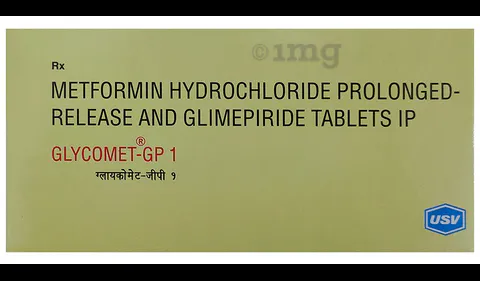 1mg
Rx
METFORMIN HYDROCHLORIDE PROLONGED-
RELEASE AND GLIMEPIRIDE TABLETS IP
GLYCOMET-GP 1
®
ग्लायकोमेट-जीपी १
USV